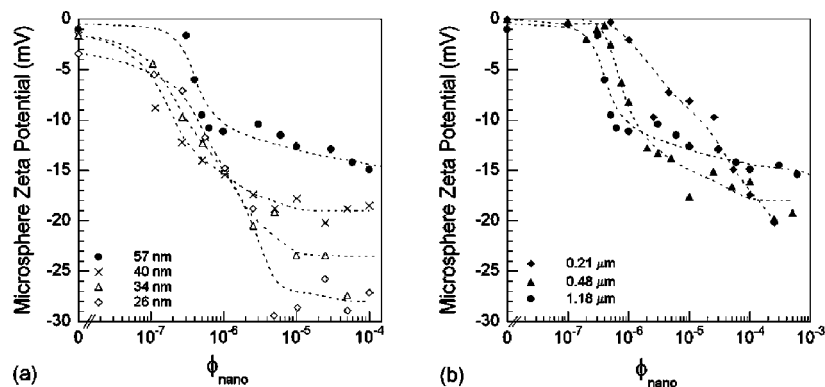 (a)
Microsphere Zeta Potential (mV)
0
-5
-10
-15
-20
-25
-30
57 nm
40 nm
34 nm
26 nm
0
10⁻⁷
10⁻⁶
10⁻⁵
10⁻⁴
ϕnano
(b)
Microsphere Zeta Potential (mV)
0
-5
-10
-15
-20
-25
-30
0.21 μm
0.48 μm
1.18 μm
0
10⁻⁷
10⁻⁶
10⁻⁵
10⁻⁴
10⁻³
ϕnano